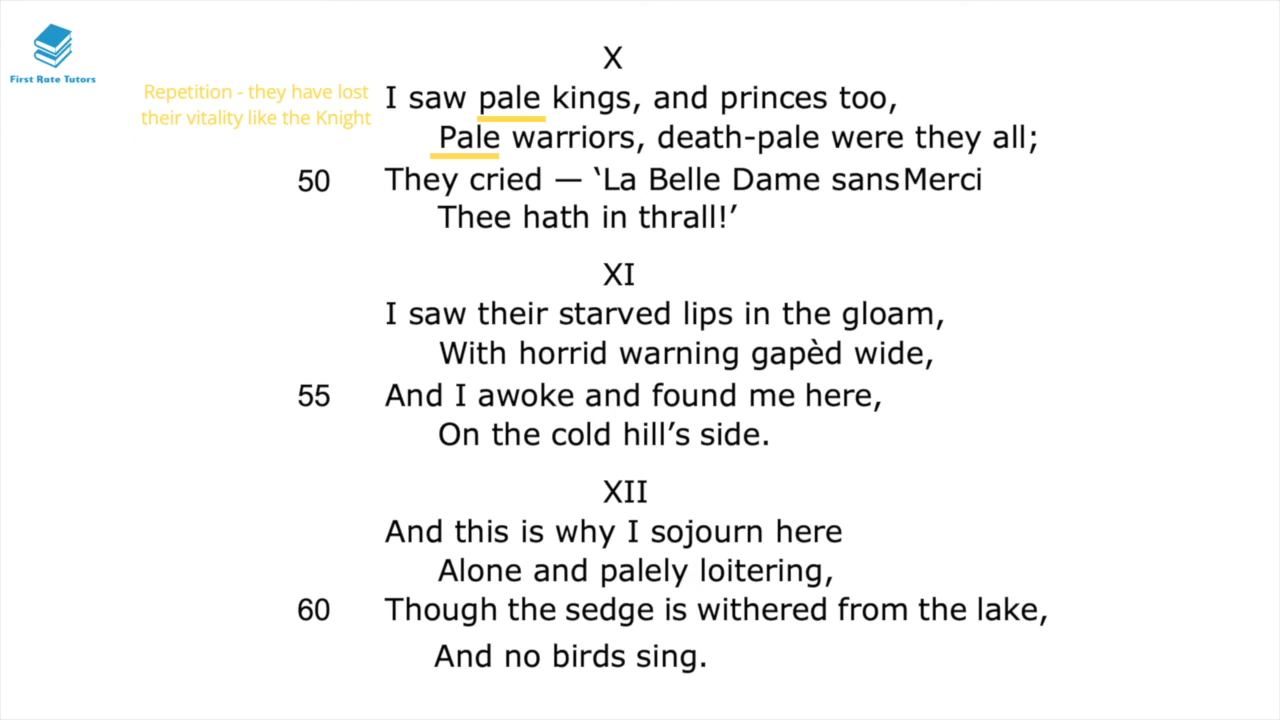 First Rate Tutors
X
Repetition - they have lost
their vitality like the Knight
I saw pale kings, and princes too,
Pale warriors, death-pale were they all;
50 They cried — ‘La Belle Dame sans Merci
Thee hath in thrall!’
XI
I saw their starved lips in the gloam,
With horrid warning gapèd wide,
55 And I awoke and found me here,
On the cold hill’s side.
XII
And this is why I sojourn here
Alone and palely loitering,
60 Though the sedge is withered from the lake,
And no birds sing.